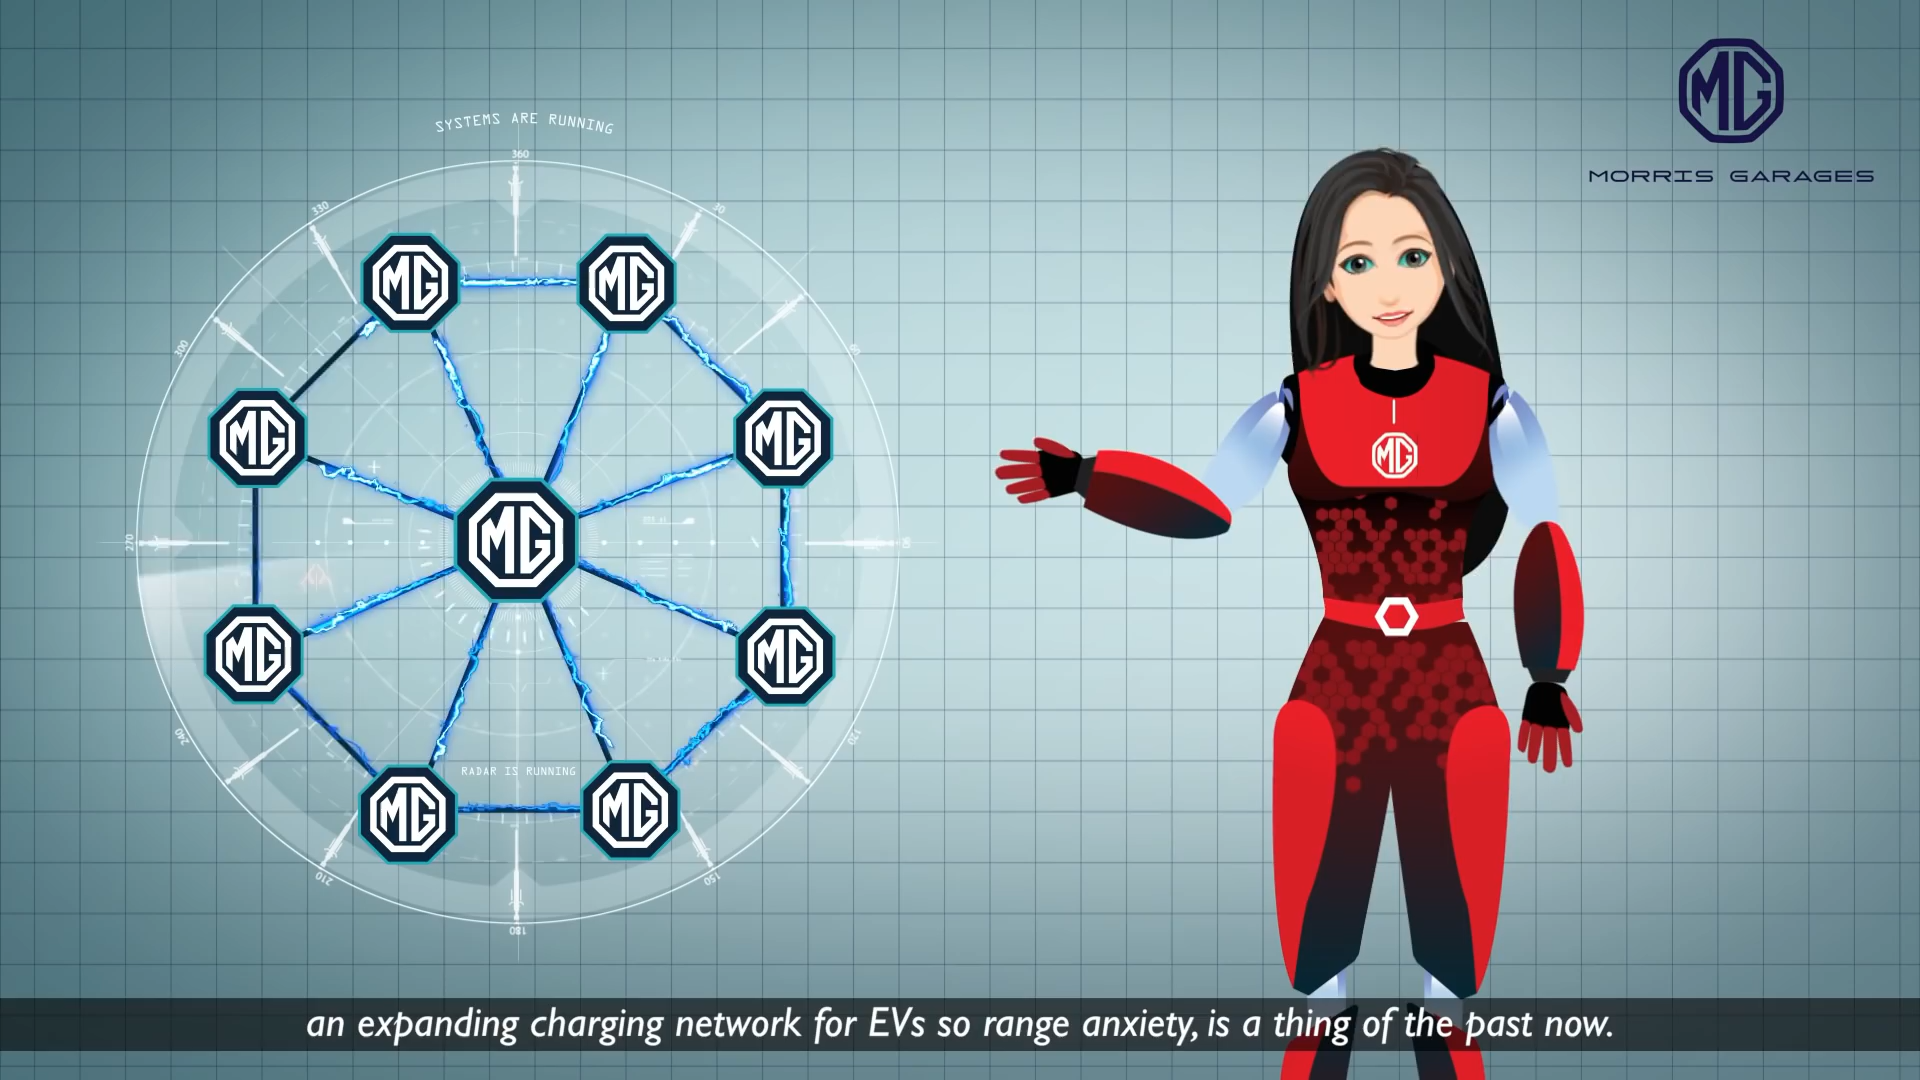 MG
MORRIS GARAGES
SYSTEMS ARE RUNNING
360
330
30
300
60
MG
MG
MG
MG
MG
MG
270
90
MG
MG
MG
MG
240
120
RADAR IS RUNNING
210
150
180
an expanding charging network for EVs so range anxiety, is a thing of the past now.